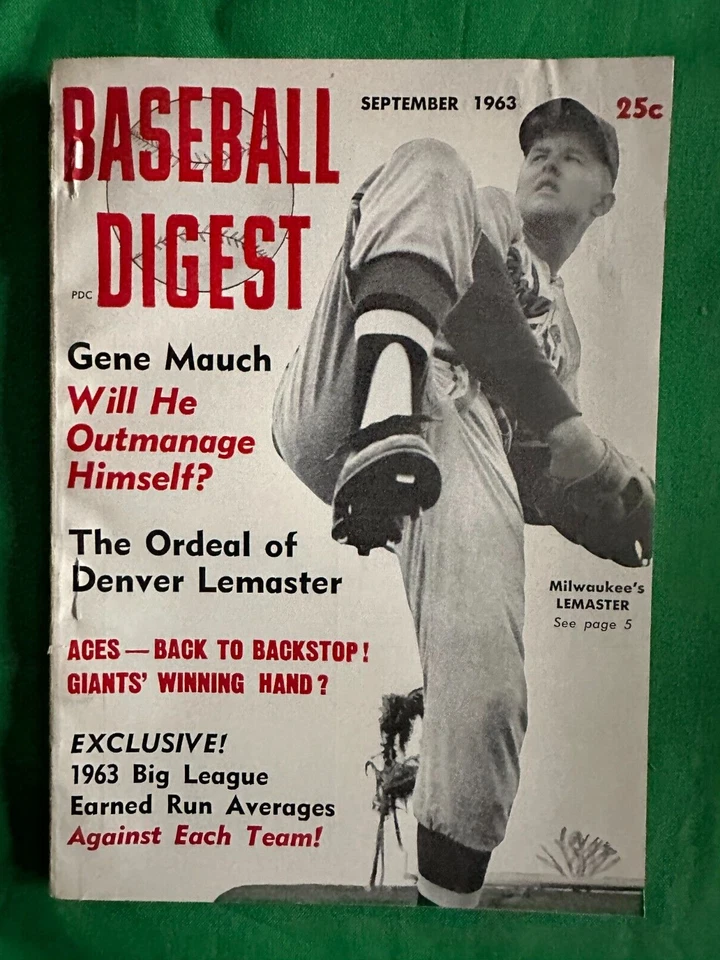 BASEBALL
DIGEST
PDC
SEPTEMBER 1963
25c
Gene Mauch
Will He
Outmanage
Himself?
The Ordeal of
Denver Lemaster
Milwaukee's
LEMASTER
See page 5
ACES — BACK TO BACKSTOP!
GIANTS' WINNING HAND?
EXCLUSIVE!
1963 Big League
Earned Run Averages
Against Each Team!